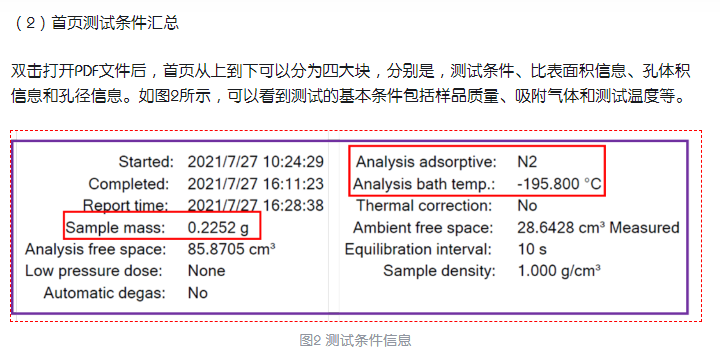 （2）首页测试条件汇总
双击打开PDF文件后，首页从上到下可以分为四大块，分别是，测试条件、比表面积信息、孔体积
信息和孔径信息。如图2所示，可以看到测试的基本条件包括样品质量、吸附气体和测试温度等。
Started: 2021/7/27 10:24:29
Completed: 2021/7/27 16:11:23
Report time: 2021/7/27 16:28:38
Sample mass: 0.2252 g
Analysis free space: 85.8705 cm³
Low pressure dose: None
Automatic degas: No
Analysis adsorptive: N2
Analysis bath temp.: -195.800 °C
Thermal correction: No
Ambient free space: 28.6428 cm³ Measured
Equilibration interval: 10 s
Sample density: 1.000 g/cm³
图2 测试条件信息